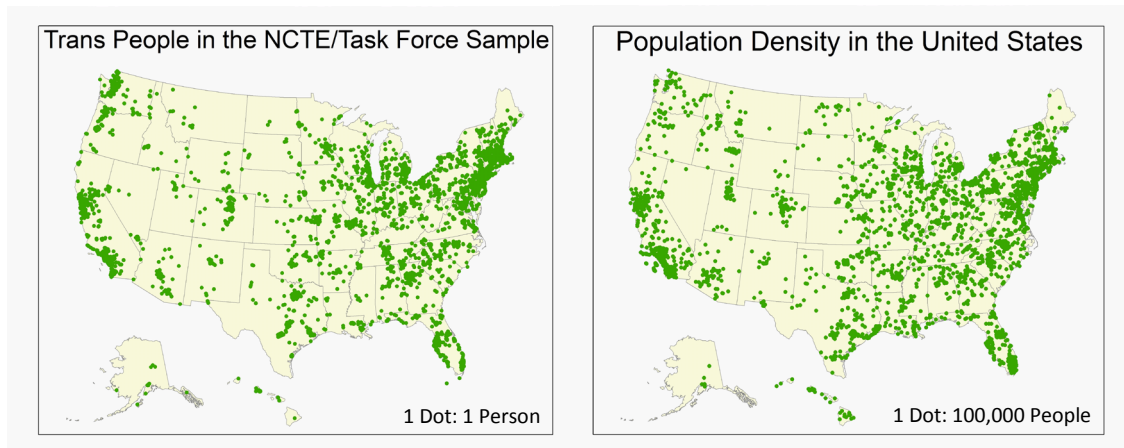 Trans People in the NCTE/Task Force Sample
1 Dot: 1 Person
Population Density in the United States
1 Dot: 100,000 People